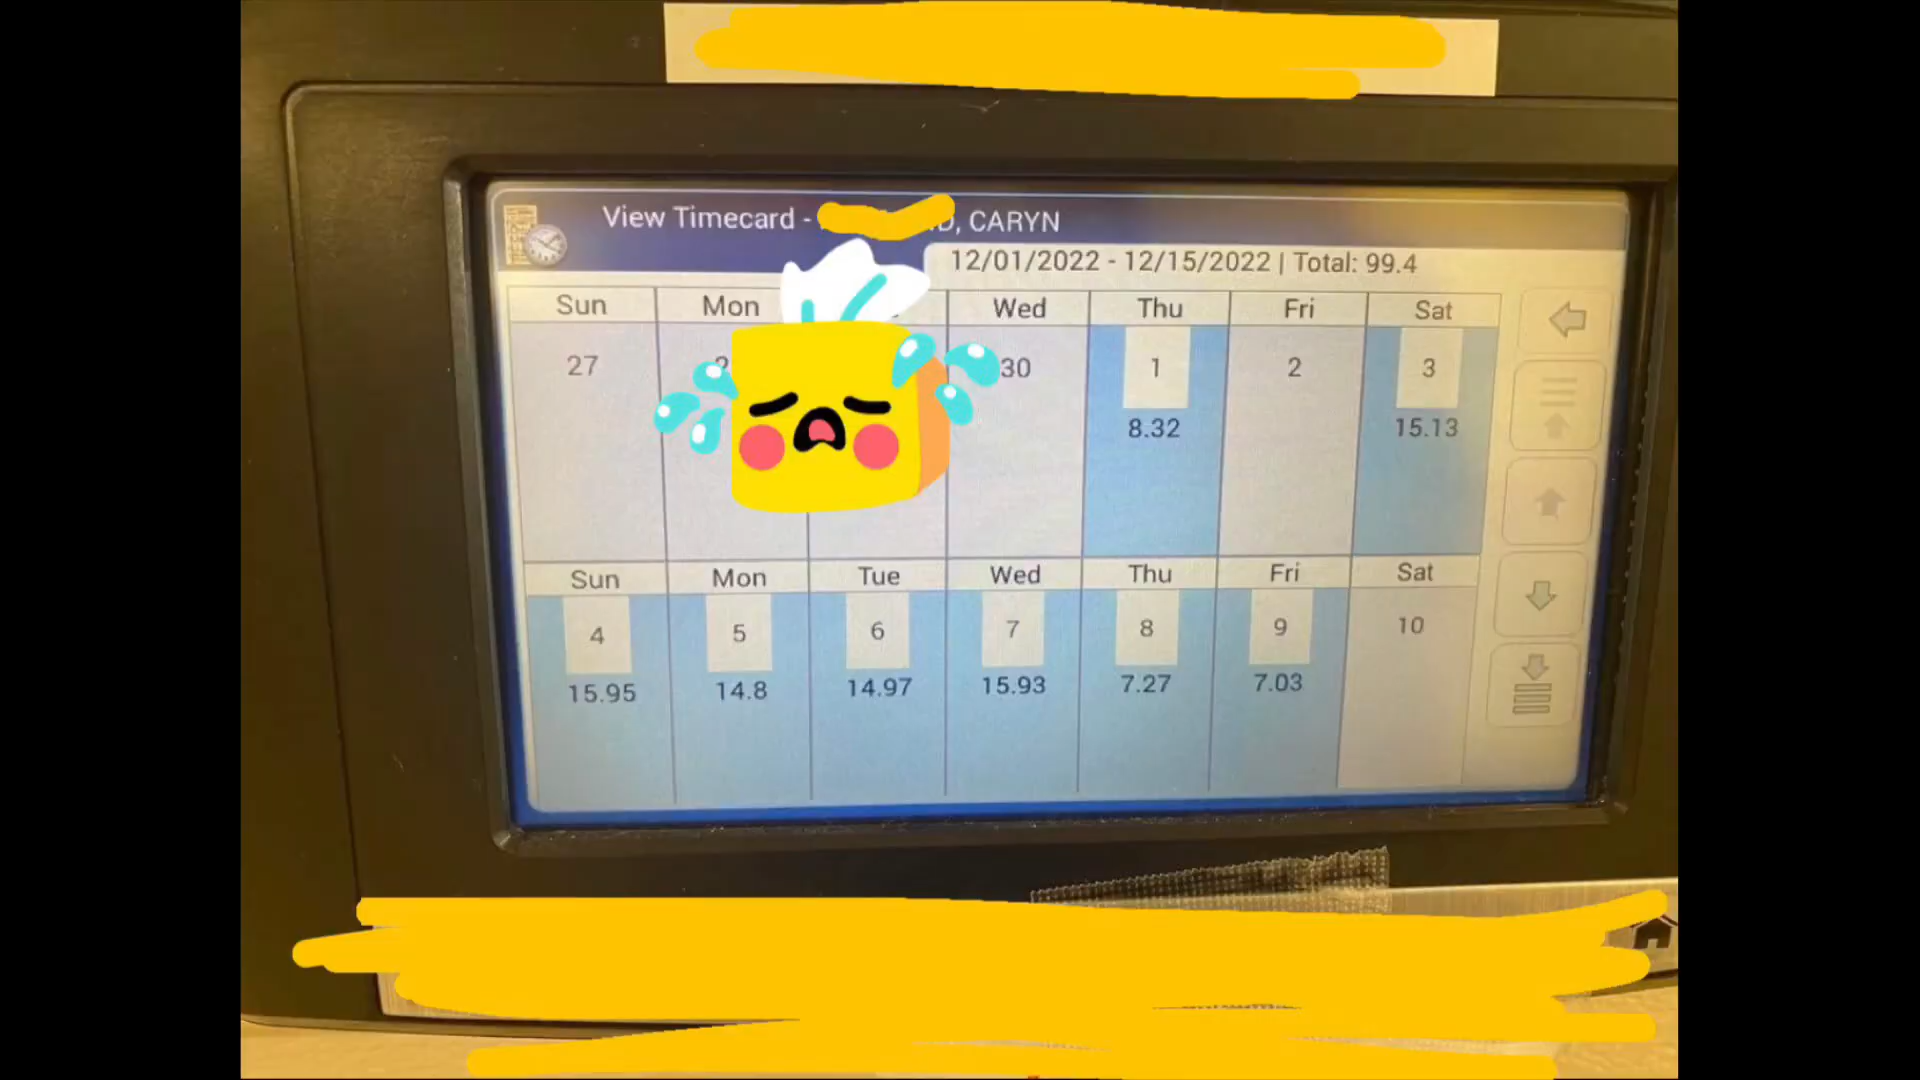 View Timecard - D, CARYN
12/01/2022 - 12/15/2022 | Total: 99.4
Sun Mon Wed Thu Fri Sat
27 30 1 2 3
8.32 15.13
Sun Mon Tue Wed Thu Fri Sat
4 5 6 7 8 9 10
15.95 14.8 14.97 15.93 7.27 7.03